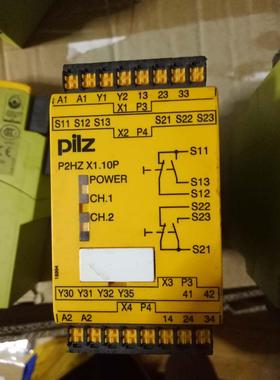 A1 A1 Y1 Y2 13 23 33
X1 P3
S11 S12 S13 S21 S22 S23
X2 P4
pilz
P2HZ X1.10P
POWER
CH.1
CH.2
S11
S13
S12
S22
S23
S21
X3 P3
Y30 Y31 Y32 Y35 41 42
X4 P4
A2 A2 14 24 34